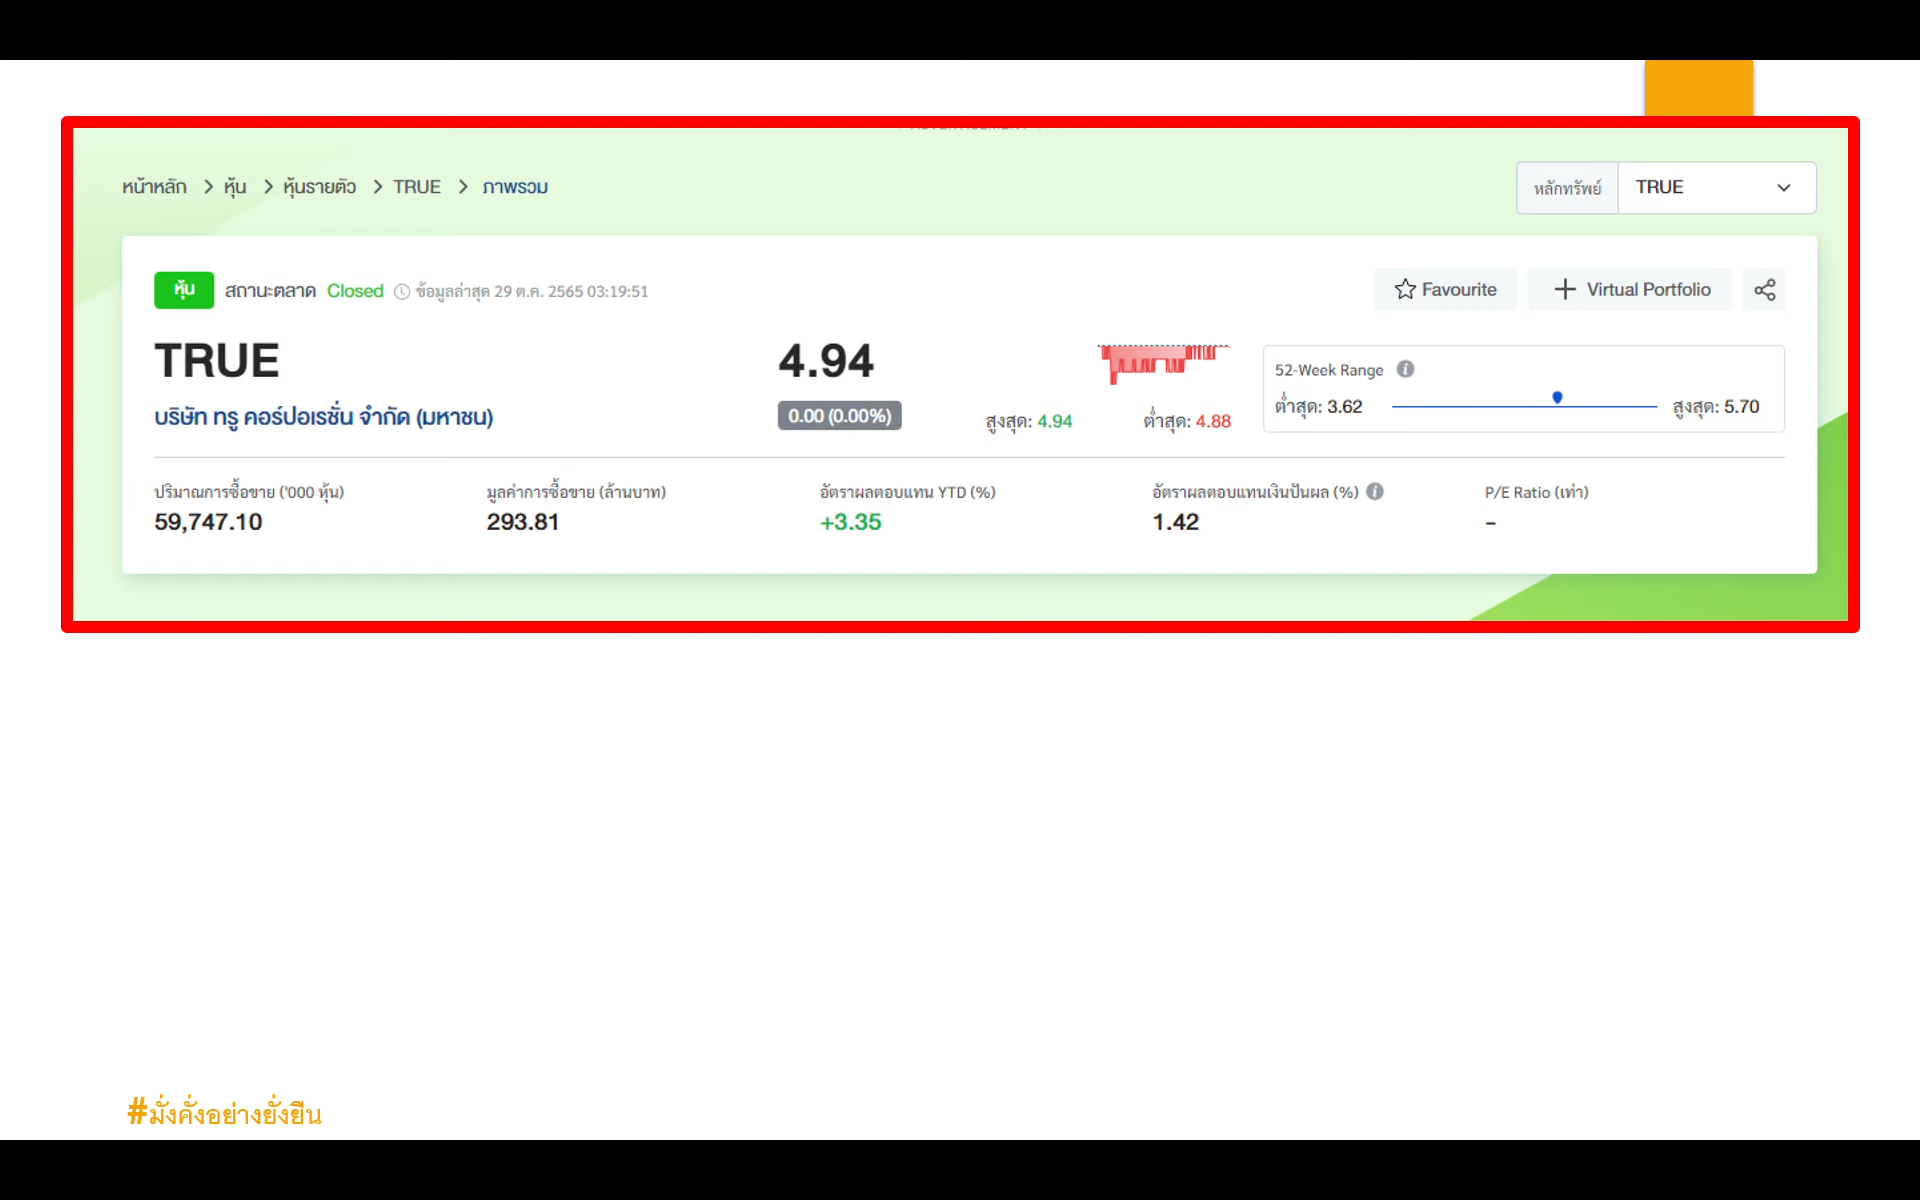 หน้าหลัก > หุ้น > หุ้นรายตัว > TRUE > ภาพรวม
หลักทรัพย์ TRUE
หุ้น สถานะตลาด Closed ข้อมูลล่าสุด 29 ต.ค. 2565 03:19:51
Favourite
+ Virtual Portfolio
TRUE
บริษัท ทรู คอร์ปอเรชั่น จำกัด (มหาชน)
4.94
0.00 (0.00%)
สูงสุด: 4.94
ต่ำสุด: 4.88
52-Week Range
ต่ำสุด: 3.62
สูงสุด: 5.70
ปริมาณการซื้อขาย ('000 หุ้น)
59,747.10
มูลค่าการซื้อขาย (ล้านบาท)
293.81
อัตราผลตอบแทน YTD (%)
+3.35
อัตราผลตอบแทนเงินปันผล (%)
1.42
P/E Ratio (เท่า)
-
#มั่งคั่งอย่างยั่งยืน